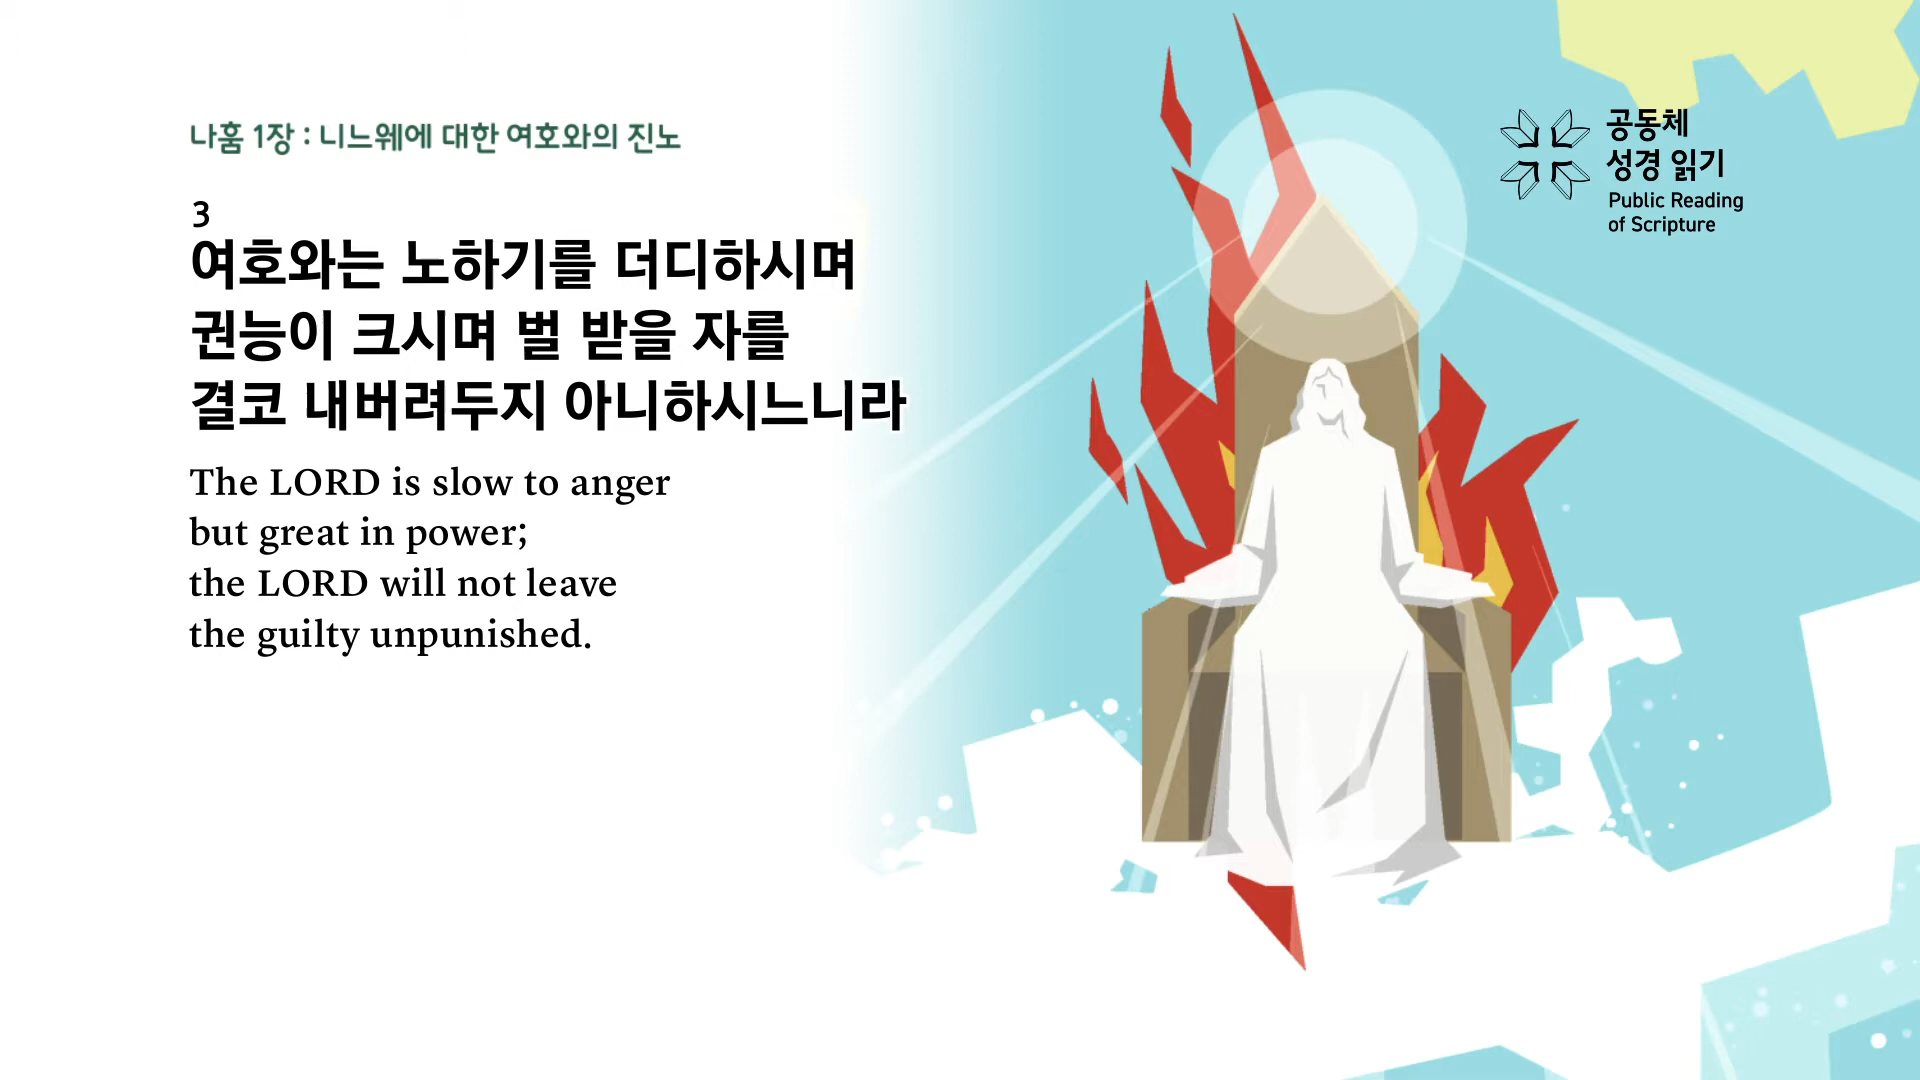 나훔 1장 : 니느웨에 대한 여호와의 진노
3
여호와는 노하기를 더디하시며
권능이 크시며 벌 받을 자를
결코 내버려두지 아니하시느니라
The LORD is slow to anger
but great in power;
the LORD will not leave
the guilty unpunished.
공동체
성경 읽기
Public Reading
of Scripture